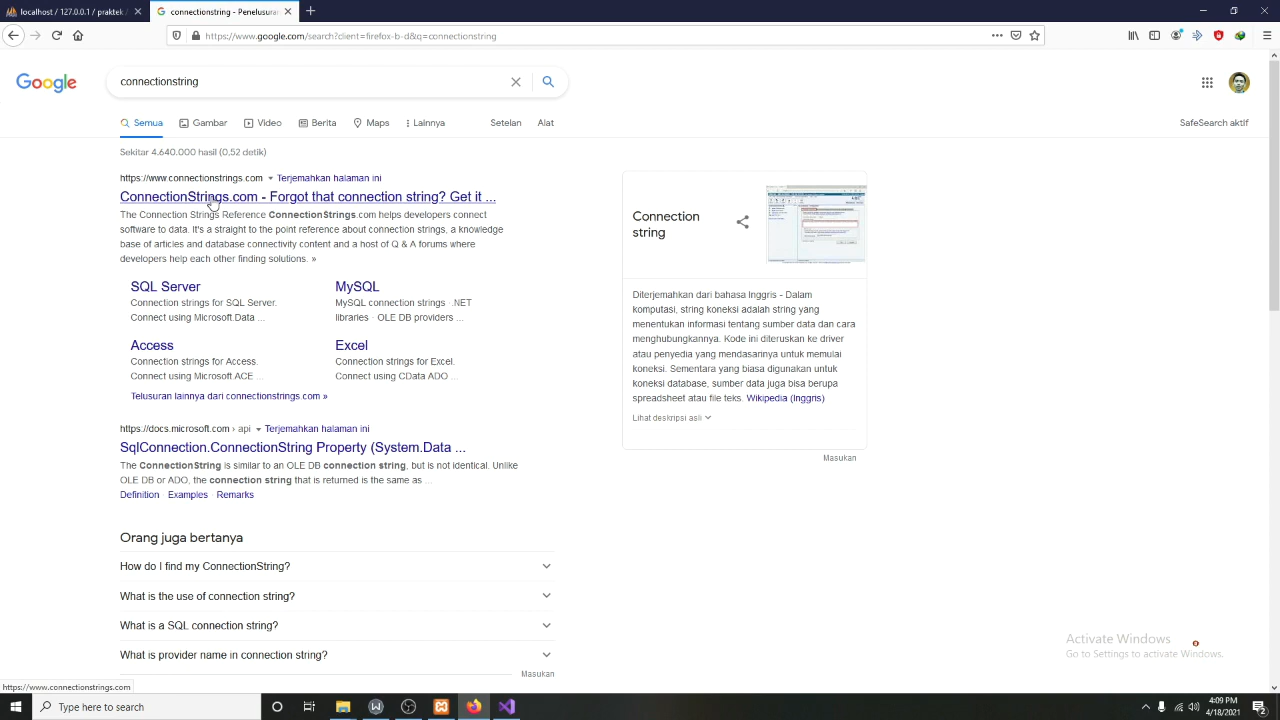 localhost / 127.0.0.1 / praktek /
connectionstring - Penelusuran
https://www.google.com/search?client=firefox-b-d&q=connectionstring
Google
connectionstring
Semua
Gambar
Video
Berita
Maps
Lainnya
Setelan
Alat
SafeSearch aktif
Sekitar 4.640.000 hasil (0,52 detik)
https://www.connectionstrings.com
Terjemahkan halaman ini
ConnectionStrings.com - Forgot that connection string? Get it ...
The Connection Strings Reference ConnectionStrings.com helps developers connect
software to data. It's a straight to the point reference about connection strings, a knowledge
base of articles and database connectivity content and a host of Q & A forums where
developers help each other finding solutions. »
SQL Server
Connection strings for SQL Server.
Connect using Microsoft.Data ...
MySQL
MySQL connection strings · .NET
libraries · OLE DB providers ...
Access
Connection strings for Access.
Connect using Microsoft ACE ...
Excel
Connection strings for Excel.
Connect using CData ADO ...
Telusuran lainnya dari connectionstrings.com »
https://docs.microsoft.com › api
Terjemahkan halaman ini
SqlConnection.ConnectionString Property (System.Data ...
The ConnectionString is similar to an OLE DB connection string, but is not identical. Unlike
OLE DB or ADO, the connection string that is returned is the same as ...
Definition · Examples · Remarks
Orang juga bertanya
How do I find my ConnectionString?
What is the use of connection string?
What is a SQL connection string?
What is provider name in connection string?
Masukan
Connection
string
Diterjemahkan dari bahasa Inggris - Dalam
komputasi, string koneksi adalah string yang
menentukan informasi tentang sumber data dan cara
menghubungkannya. Kode ini diteruskan ke driver
atau penyedia yang mendasarinya untuk memulai
koneksi. Sementara yang biasa digunakan untuk
koneksi database, sumber data juga bisa berupa
spreadsheet atau file teks. Wikipedia (Inggris)
Lihat deskripsi asli
Masukan
Activate Windows
Go to Settings to activate Windows.
https://www.connectionstrings.com
Type here to search
4:09 PM
4/18/2021
2